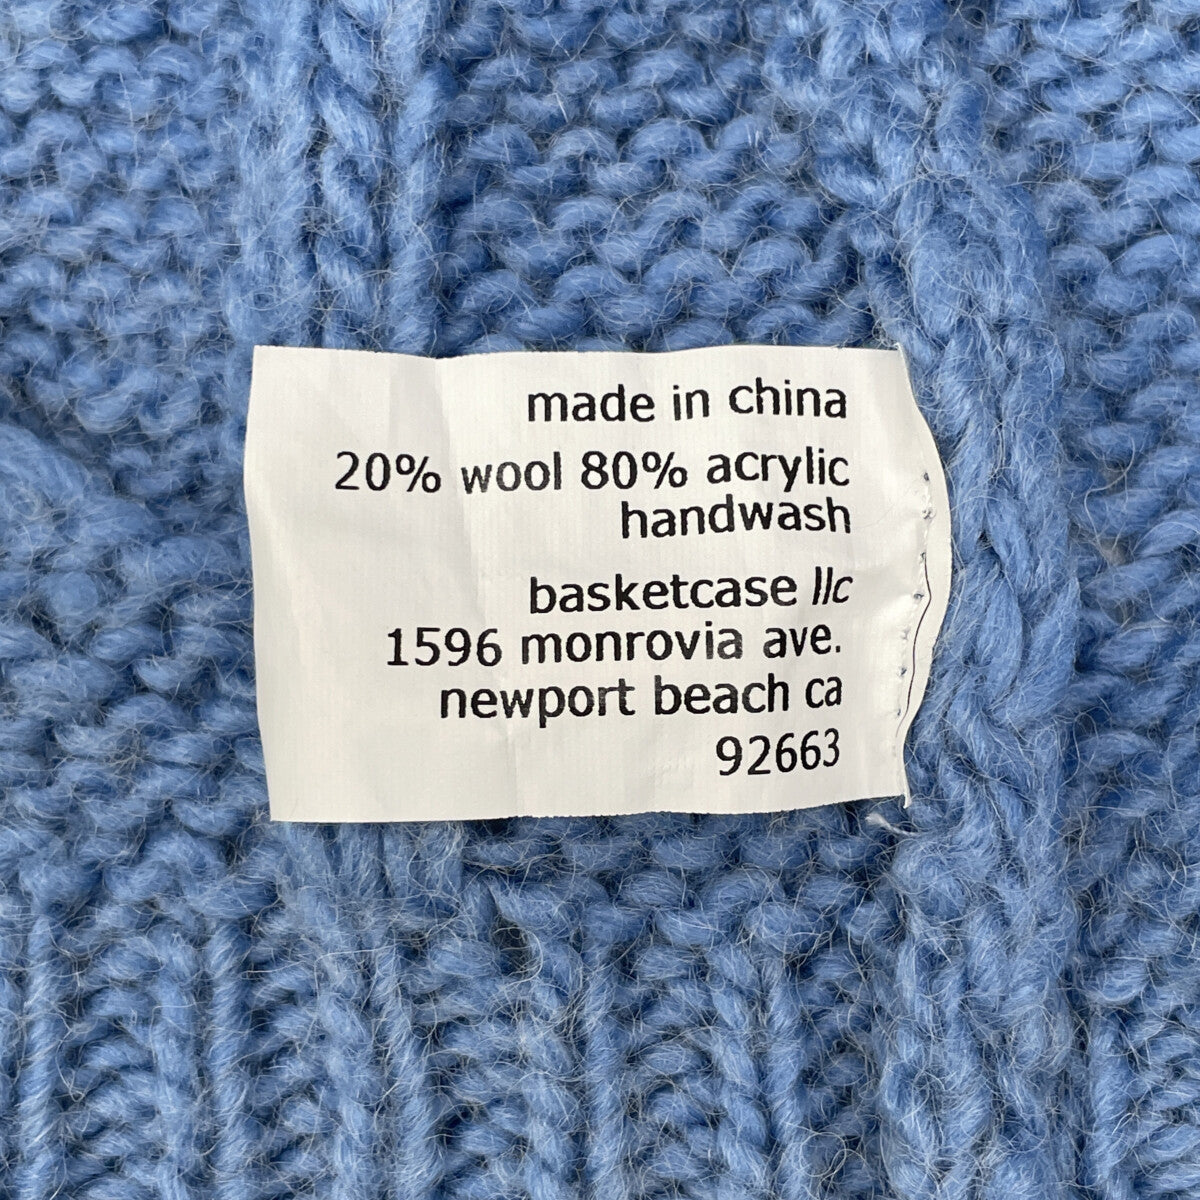 made in china
20% wool 80% acrylic
handwash
basketcase llc
1596 monrovia ave.
newport beach ca
92663